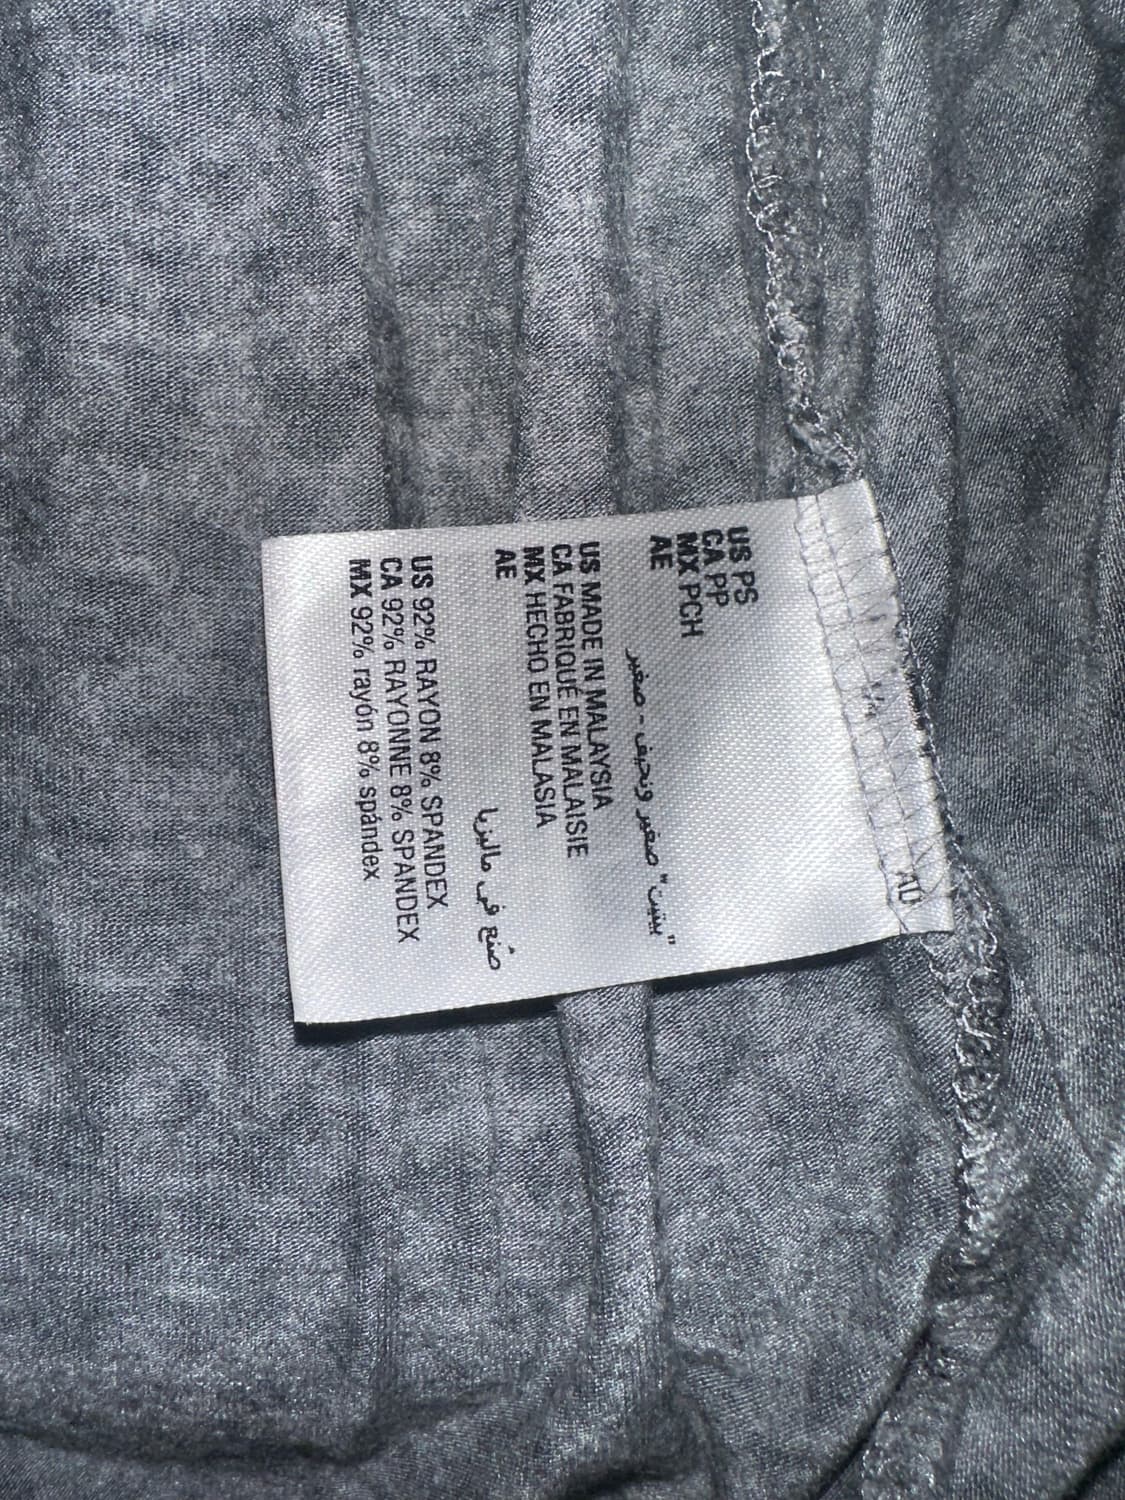 US PS
CA PP
MX PCH
AE
"بيتيت" صغير ونحيف - صغير
US MADE IN MALAYSIA
CA FABRIQUÉ EN MALAISIE
MX HECHO EN MALASIA
AE
صُنع في ماليزيا
US 92% RAYON 8% SPANDEX
CA 92% RAYONNE 8% SPANDEX
MX 92% rayón 8% spándex